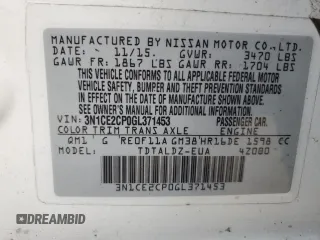 MANUFACTURED BY NISSAN MOTOR CO.,LTD.
DATE: 11/15. GVWR: 3470 LBS
GAWR FR: 1867 LBS GAWR RR: 1704 LBS
THIS VEHICLE CONFORMS TO ALL APPLICABLE
FEDERAL MOTOR VEHICLE SAFETY, BUMPER, AND
THEFT PREVENTION STANDARDS IN EFFECT ON THE
DATE OF MANUFACTURE SHOWN ABOVE.
SEE OWNER'S MANUAL FOR ADDITIONAL INFORMATION.
VIN: 3N1CE2CP0GL371453 PASSENGER CAR.
COLOR TRIM TRANS AXLE ENGINE
QM1 G RE0F11A GM38 HR16DE 1598 CC
MODEL TDTALDZ-EUA 42080
3N1CE2CP0GL371453